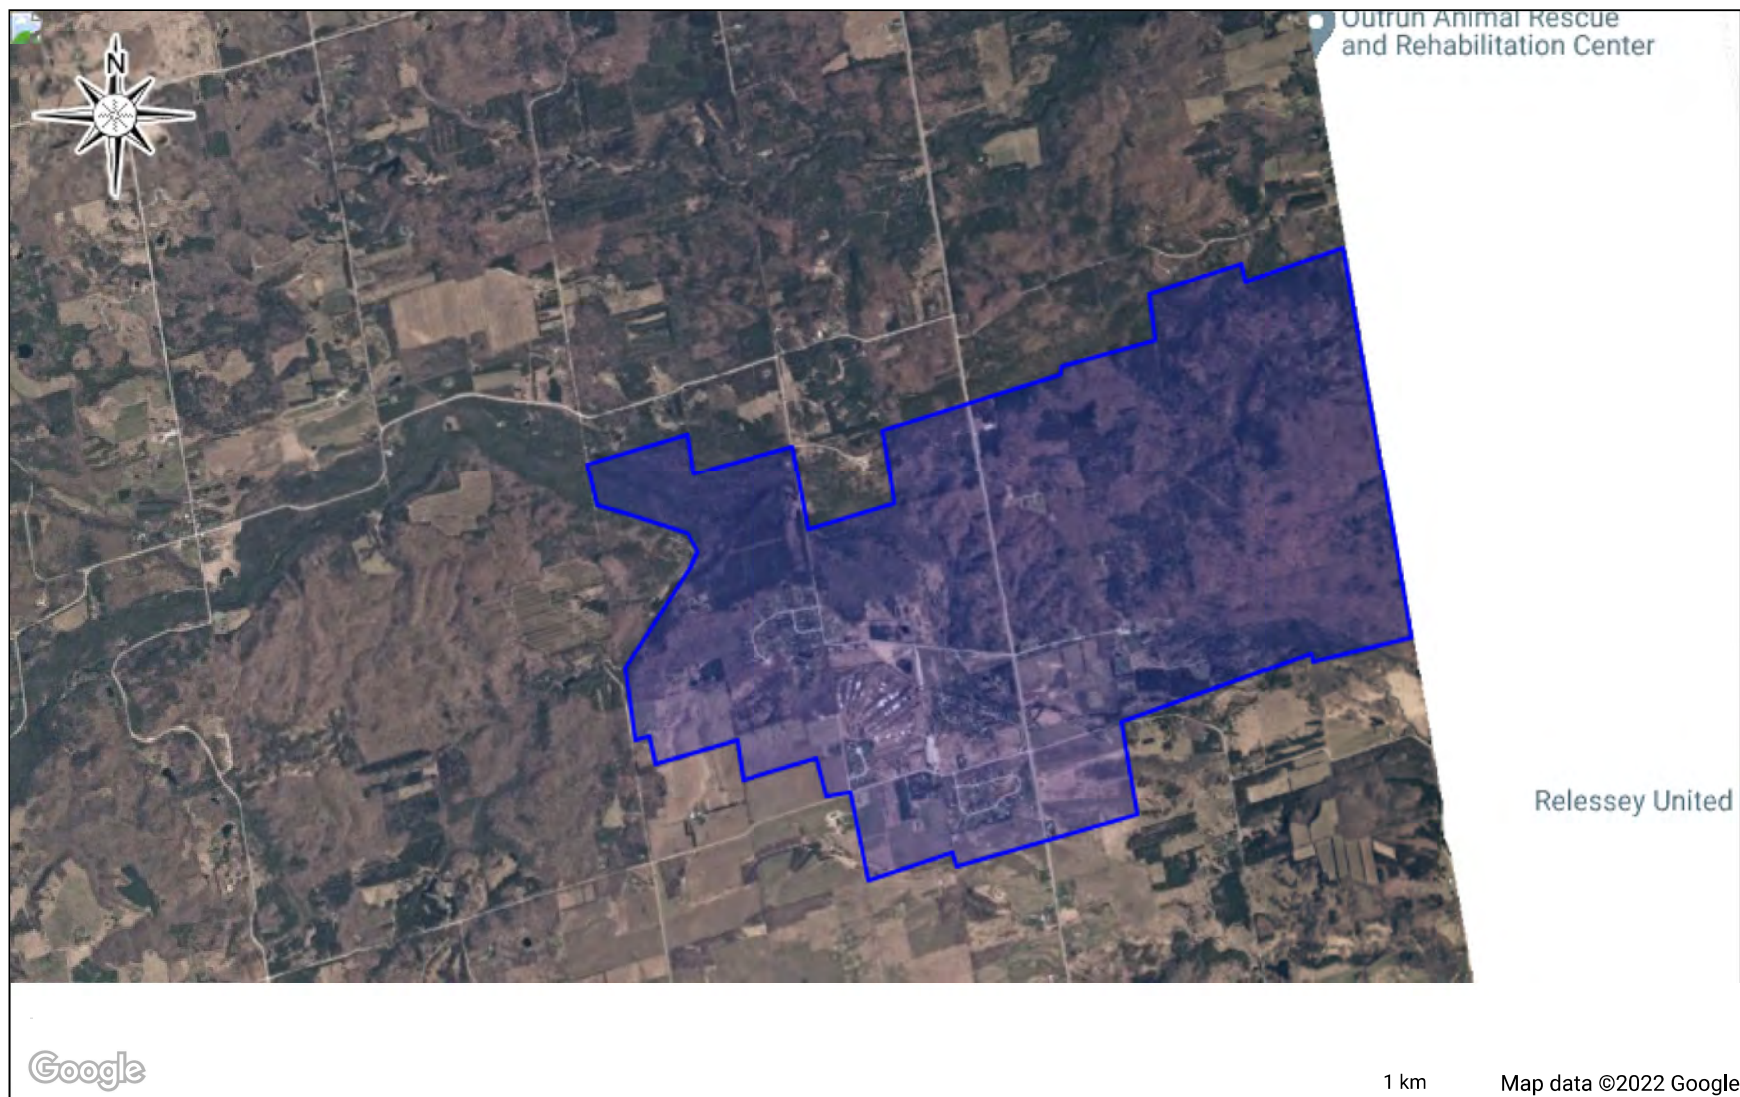 Outrun Animal Rescue
and Rehabilitation Center
N
Relessey United
Google
1 km
Map data ©2022 Google